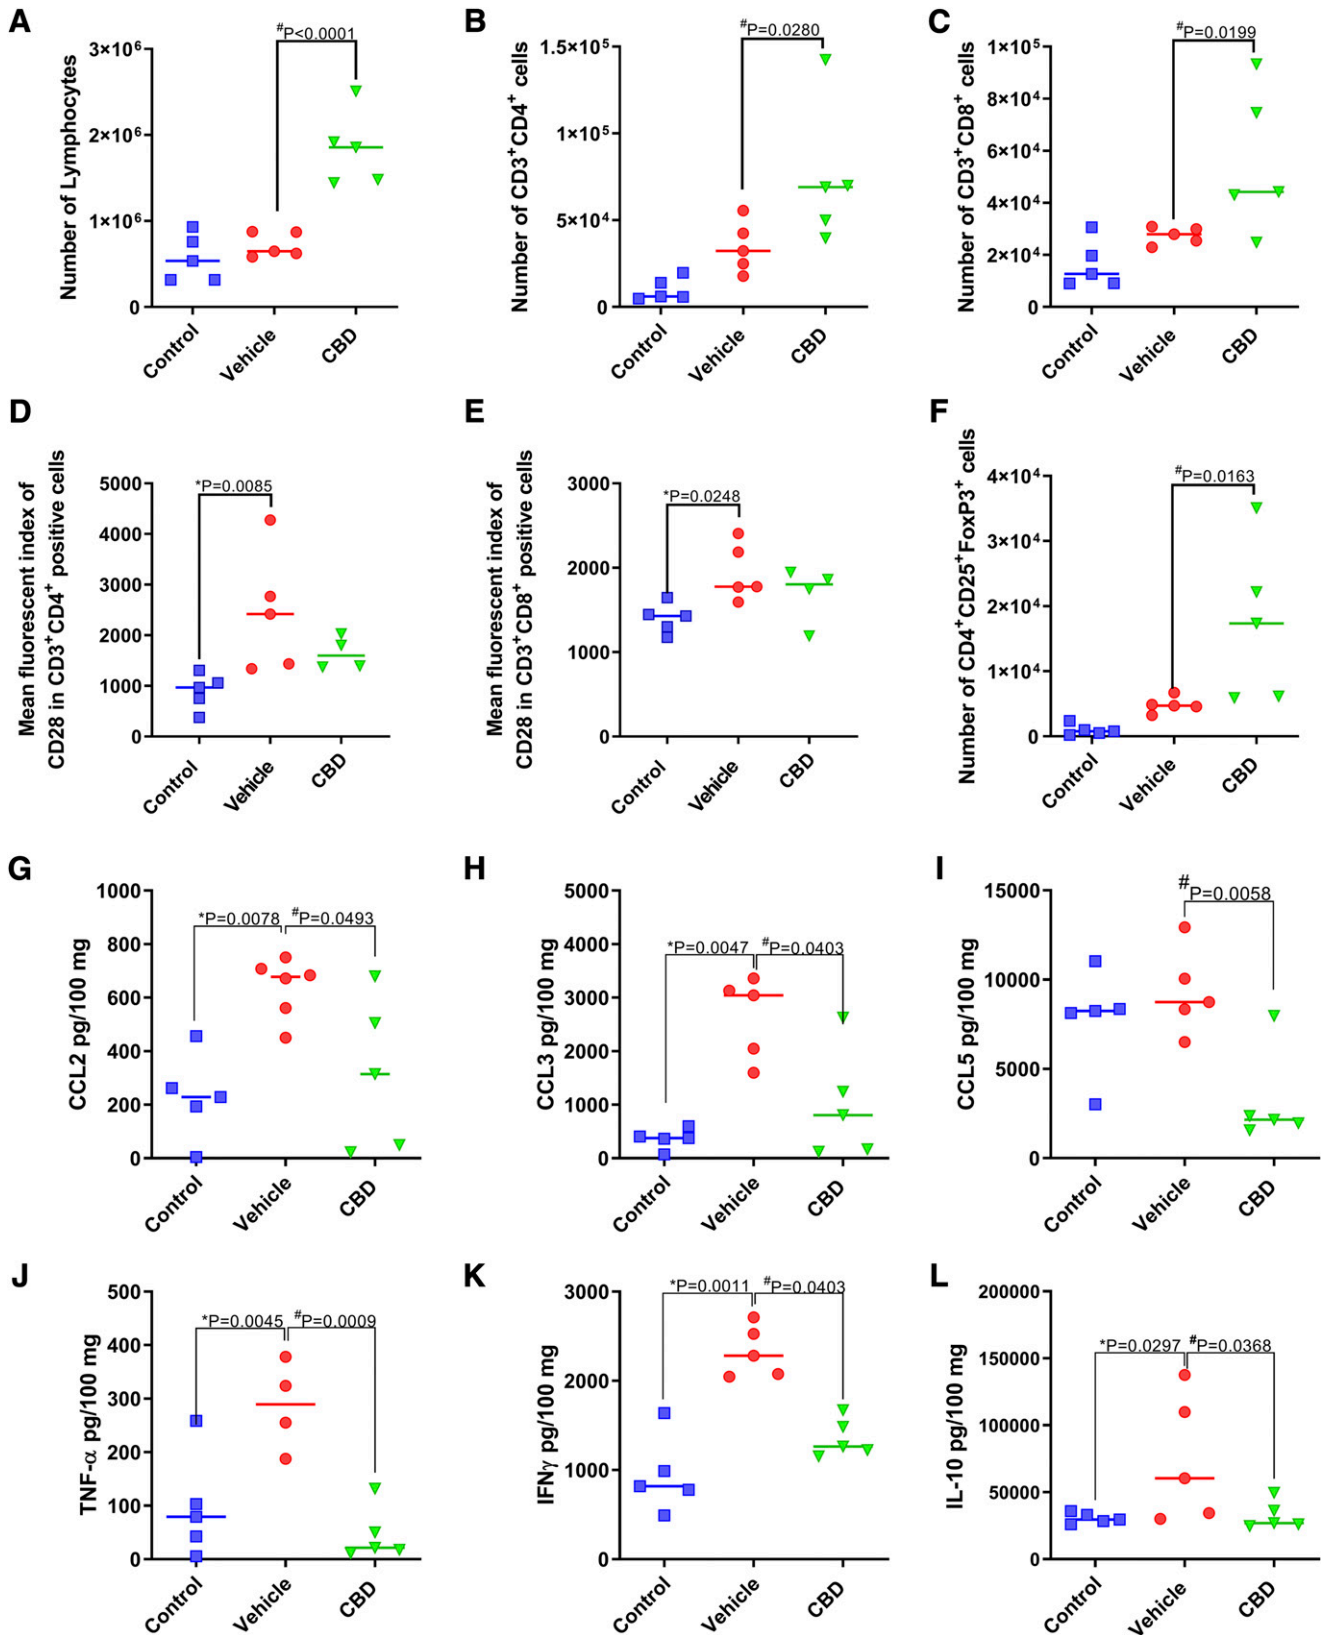 A
Number of Lymphocytes
3×10⁶
2×10⁶
1×10⁶
0
#P<0.0001
Control
Vehicle
CBD
B
Number of CD3⁺CD4⁺ cells
1.5×10⁵
1×10⁵
5×10⁴
0
#P=0.0280
Control
Vehicle
CBD
C
Number of CD3⁺CD8⁺ cells
1×10⁵
8×10⁴
6×10⁴
4×10⁴
2×10⁴
0
#P=0.0199
Control
Vehicle
CBD
D
Mean fluorescent index of
CD28 in CD3⁺CD4⁺ positive cells
5000
4000
3000
2000
1000
0
*P=0.0085
Control
Vehicle
CBD
E
Mean fluorescent index of
CD28 in CD3⁺CD8⁺ positive cells
3000
2000
1000
0
*P=0.0248
Control
Vehicle
CBD
F
Number of CD4⁺CD25⁺FoxP3⁺ cells
4×10⁴
3×10⁴
2×10⁴
1×10⁴
0
#P=0.0163
Control
Vehicle
CBD
G
CCL2 pg/100 mg
1000
800
600
400
200
0
*P=0.0078
#P=0.0493
Control
Vehicle
CBD
H
CCL3 pg/100 mg
5000
4000
3000
2000
1000
0
*P=0.0047
#P=0.0403
Control
Vehicle
CBD
I
CCL5 pg/100 mg
15000
10000
5000
0
#P=0.0058
Control
Vehicle
CBD
J
TNF-α pg/100 mg
500
400
300
200
100
0
*P=0.0045
#P=0.0009
Control
Vehicle
CBD
K
IFNγ pg/100 mg
3000
2000
1000
0
*P=0.0011
#P=0.0403
Control
Vehicle
CBD
L
IL-10 pg/100 mg
200000
150000
100000
50000
0
*P=0.0297
#P=0.0368
Control
Vehicle
CBD